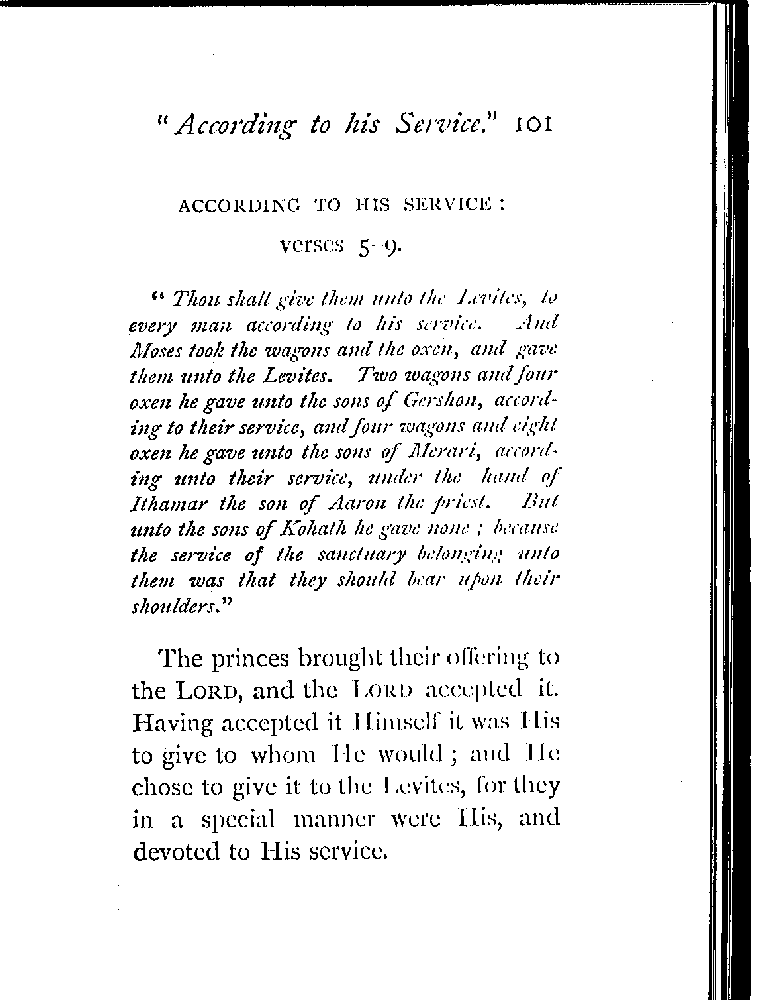 "According to his Service." 101
ACCORDING TO HIS SERVICE:
verses 5-9.
"Thou shalt give them unto the Levites, to
every man according to his service. And
Moses took the wagons and the oxen, and gave
them unto the Levites. Two wagons and four
oxen he gave unto the sons of Gershon, accord-
ing to their service, and four wagons and eight
oxen he gave unto the sons of Merari, accord-
ing unto their service, under the hand of
Ithamar the son of Aaron the priest. But
unto the sons of Kohath he gave none; because
the service of the sanctuary belonging unto
them was that they should bear upon their
shoulders."
The princes brought their offering to
the LORD, and the LORD accepted it.
Having accepted it Himself it was His
to give to whom He would; and He
chose to give it to the Levites, for they
in a special manner were His, and
devoted to His service.